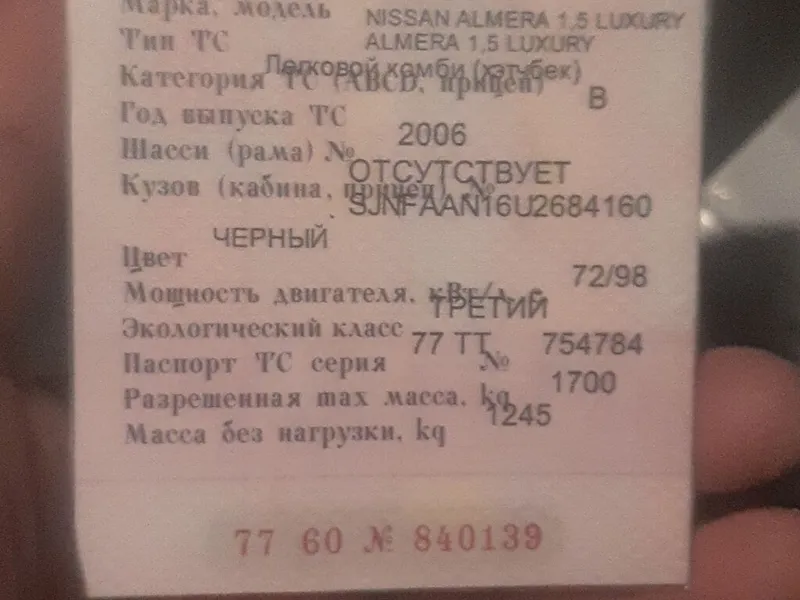 Марка, модель NISSAN ALMERA 1,5 LUXURY
ALMERA 1,5 LUXURY
Тип ТС
Легковой комби (хэтчбек)
Категория ТС (ABCD, прицеп) B
Год выпуска ТС
2006
Шасси (рама) №
ОТСУТСТВУЕТ
Кузов (кабина, прицеп) №
SJNFAAN16U2684160
ЧЕРНЫЙ
Цвет
72/98
Мощность двигателя, кВт/л. с.
ТРЕТИЙ
Экологический класс
77 ТТ 754784
Паспорт ТС серия №
1700
Разрешенная max масса, kg
1245
Масса без нагрузки, kg
77 60 № 840139